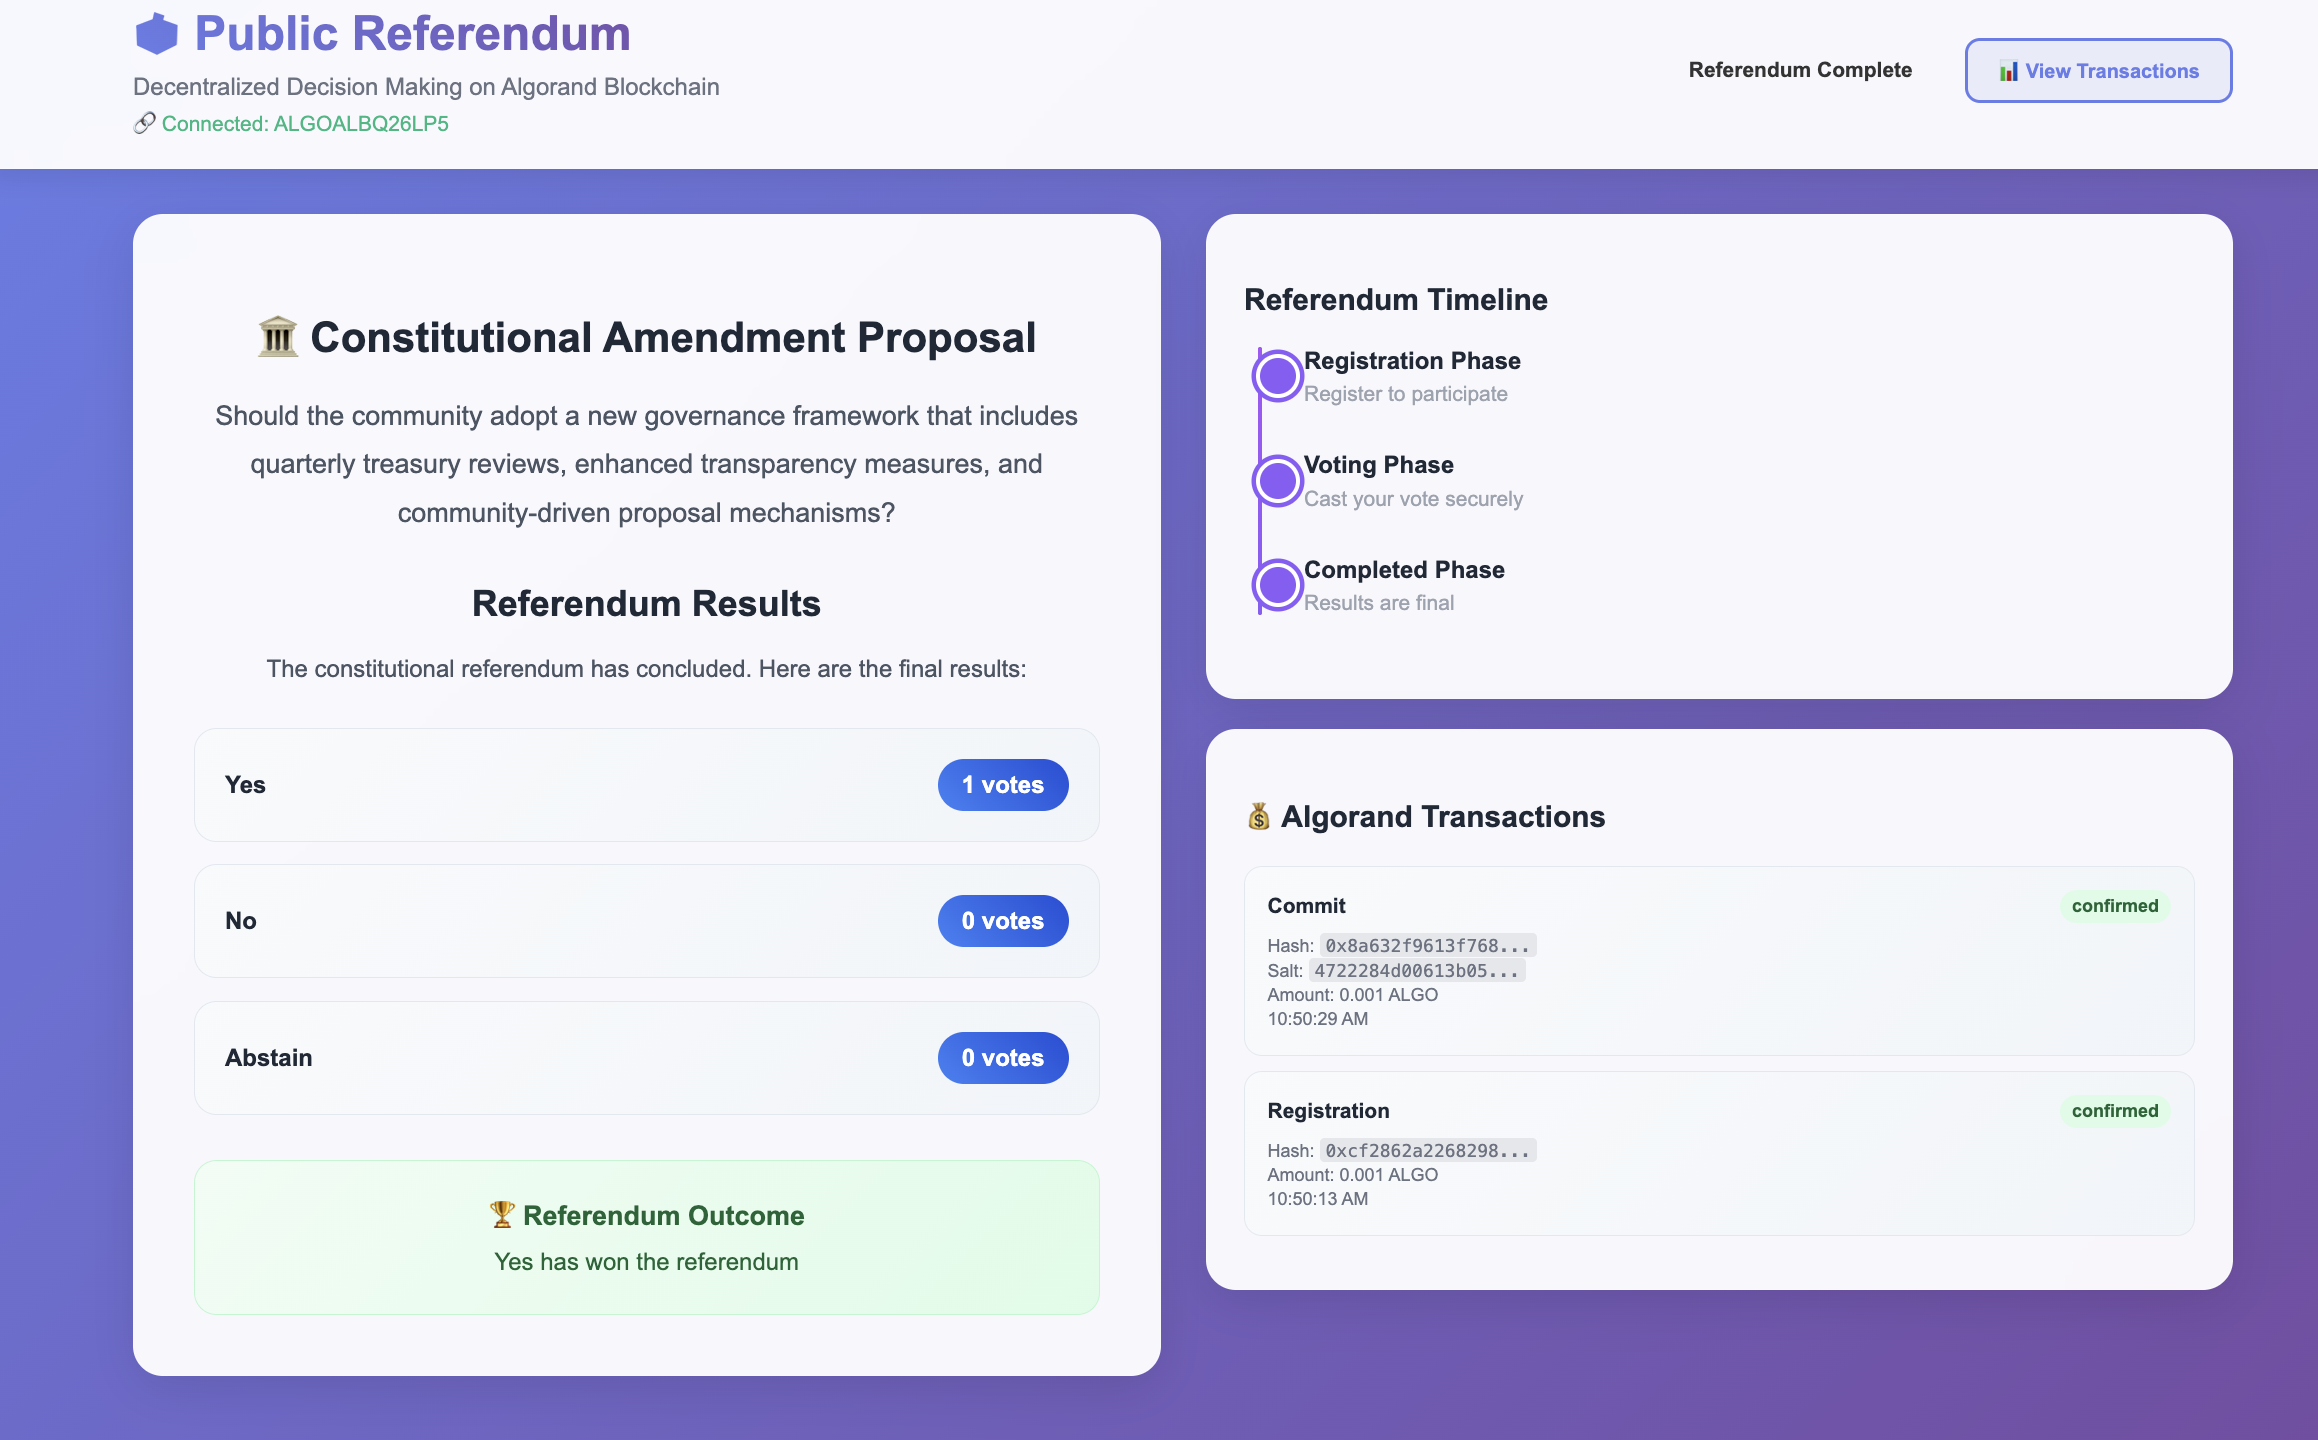 Public Referendum
Decentralized Decision Making on Algorand Blockchain
Connected: ALGOALBQ26LP5
Referendum Complete
View Transactions
Constitutional Amendment Proposal
Should the community adopt a new governance framework that includes
quarterly treasury reviews, enhanced transparency measures, and
community-driven proposal mechanisms?
Referendum Results
The constitutional referendum has concluded. Here are the final results:
Yes
1 votes
No
0 votes
Abstain
0 votes
Referendum Outcome
Yes has won the referendum
Referendum Timeline
Registration Phase
Register to participate
Voting Phase
Cast your vote securely
Completed Phase
Results are final
Algorand Transactions
Commit
confirmed
Hash: 0x8a632f9613f768...
Salt: 4722284d00613b05...
Amount: 0.001 ALGO
10:50:29 AM
Registration
confirmed
Hash: 0xcf2862a2268298...
Amount: 0.001 ALGO
10:50:13 AM